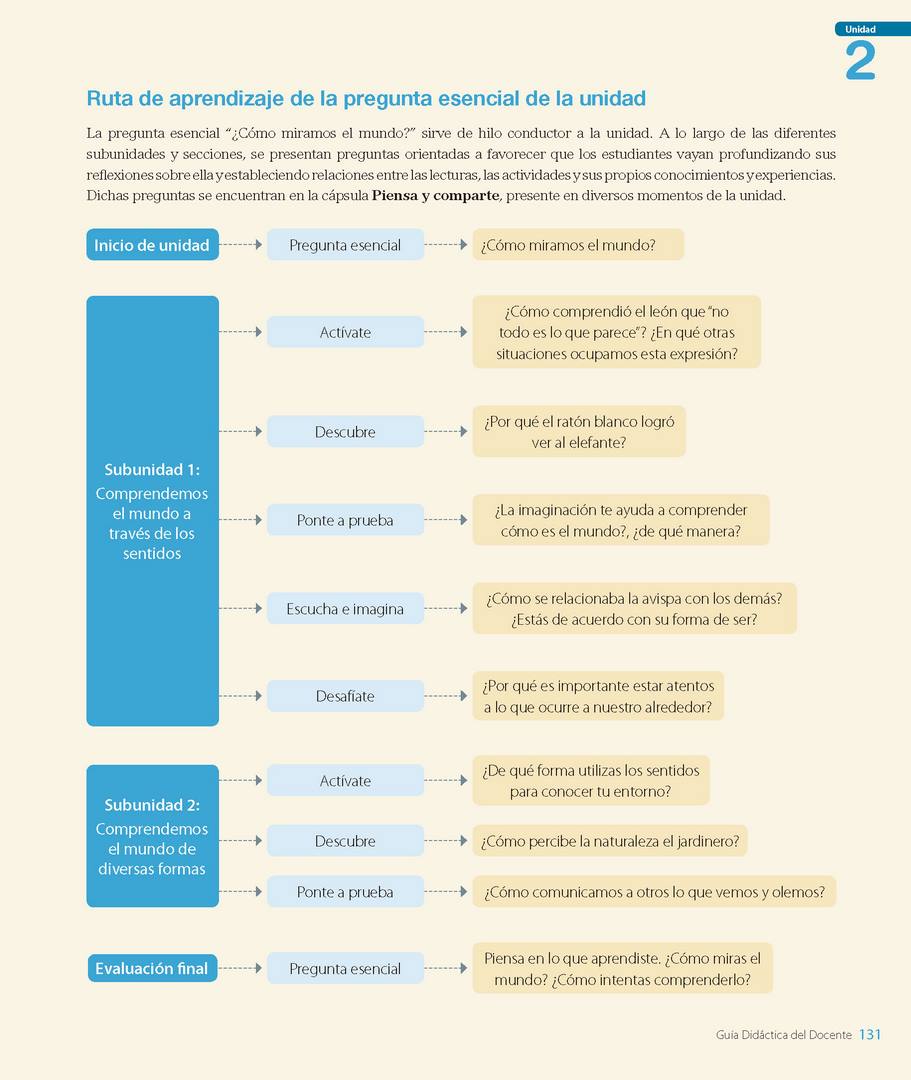 Unidad
2
Ruta de aprendizaje de la pregunta esencial de la unidad
La pregunta esencial “¿Cómo miramos el mundo?” sirve de hilo conductor a la unidad. A lo largo de las diferentes
subunidades y secciones, se presentan preguntas orientadas a favorecer que los estudiantes vayan profundizando sus
reflexiones sobre ella y estableciendo relaciones entre las lecturas, las actividades y sus propios conocimientos y experiencias.
Dichas preguntas se encuentran en la cápsula Piensa y comparte, presente en diversos momentos de la unidad.
Inicio de unidad
Pregunta esencial
¿Cómo miramos el mundo?
Subunidad 1:
Comprendemos
el mundo a
través de los
sentidos
Actívate
¿Cómo comprendió el león que “no
todo es lo que parece”? ¿En qué otras
situaciones ocupamos esta expresión?
Descubre
¿Por qué el ratón blanco logró
ver al elefante?
Ponte a prueba
¿La imaginación te ayuda a comprender
cómo es el mundo?, ¿de qué manera?
Escucha e imagina
¿Cómo se relacionaba la avispa con los demás?
¿Estás de acuerdo con su forma de ser?
Desafíate
¿Por qué es importante estar atentos
a lo que ocurre a nuestro alrededor?
Subunidad 2:
Comprendemos
el mundo de
diversas formas
Actívate
¿De qué forma utilizas los sentidos
para conocer tu entorno?
Descubre
¿Cómo percibe la naturaleza el jardinero?
Ponte a prueba
¿Cómo comunicamos a otros lo que vemos y olemos?
Evaluación final
Pregunta esencial
Piensa en lo que aprendiste. ¿Cómo miras el
mundo? ¿Cómo intentas comprenderlo?
Guía Didáctica del Docente 131